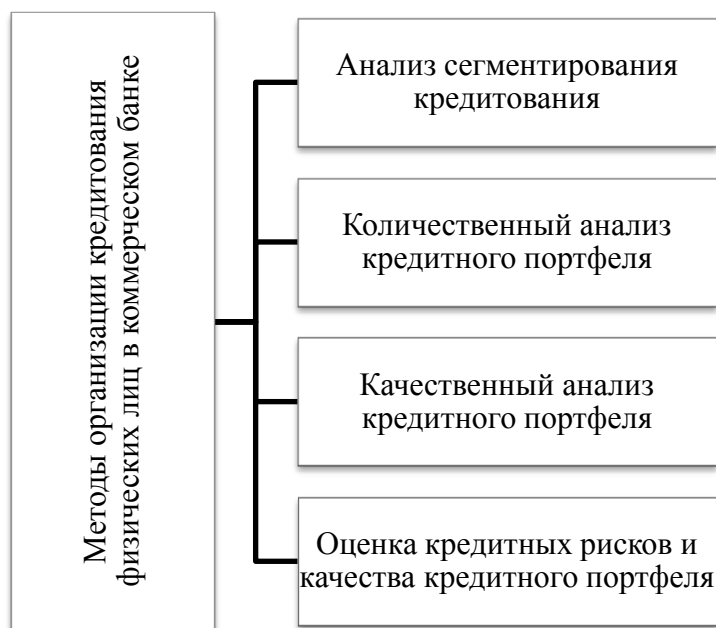 Методы организации кредитования
физических лиц в коммерческом банке
Анализ сегментирования
кредитования
Количественный анализ
кредитного портфеля
Качественный анализ
кредитного портфеля
Оценка кредитных рисков и
качества кредитного портфеля